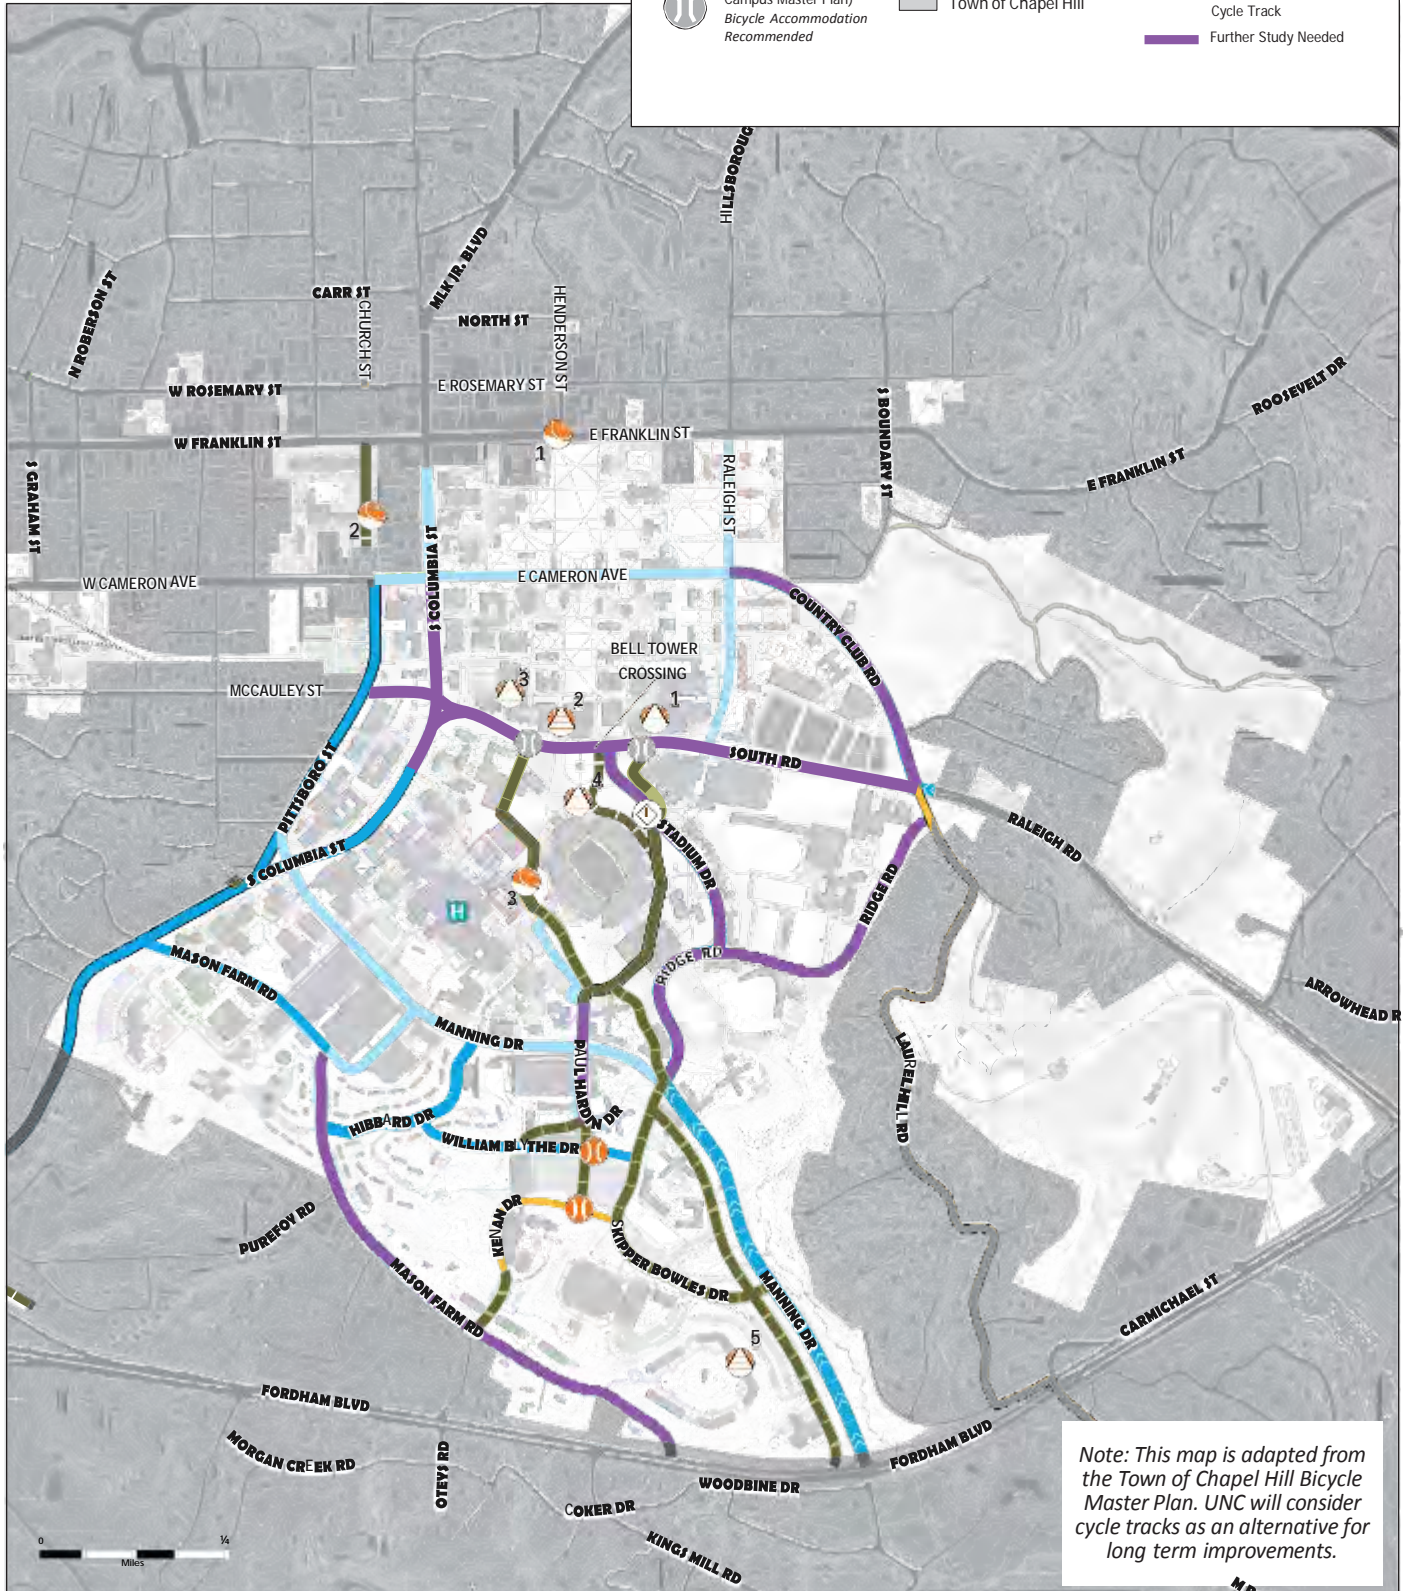 Campus Master Plan)
Bicycle Accommodation
Recommended
Town of Chapel Hill
Cycle Track
Further Study Needed
HILLSBOROUG
MLK JR. BLVD
N ROBERSON ST
CARR ST
CHURCH ST
HENDERSON ST
NORTH ST
W ROSEMARY ST
E ROSEMARY ST
ROOSEVELT DR
S BOUNDARY ST
W FRANKLIN ST
E FRANKLIN ST
1
E FRANKLIN ST
S GRAHAM ST
RALEIGH ST
2
S COLUMBIA ST
W CAMERON AVE
E CAMERON AVE
COUNTRY CLUB RD
BELL TOWER
CROSSING
MCCAULEY ST
3
2
1
SOUTH RD
PITTSBORO ST
4
STADIUM DR
RALEIGH RD
S COLUMBIA ST
RIDGE RD
3
H
MASON FARM RD
RIDGE RD
ARROWHEAD R
MANNING DR
PAUL HARDIN DR
LAUREL HILL RD
HIBBARD DR
WILLIAM BLYTHE DR
KENAN DR
PUREFOY RD
SKIPPER BOWLES DR
MASON FARM RD
MANNING DR
CARMICHAEL ST
5
FORDHAM BLVD
FORDHAM BLVD
MORGAN CREEK RD
OTEYS RD
WOODBINE DR
COKER DR
KINGS MILL RD
0
¼
Miles
Note: This map is adapted from
the Town of Chapel Hill Bicycle
Master Plan. UNC will consider
cycle tracks as an alternative for
long term improvements.